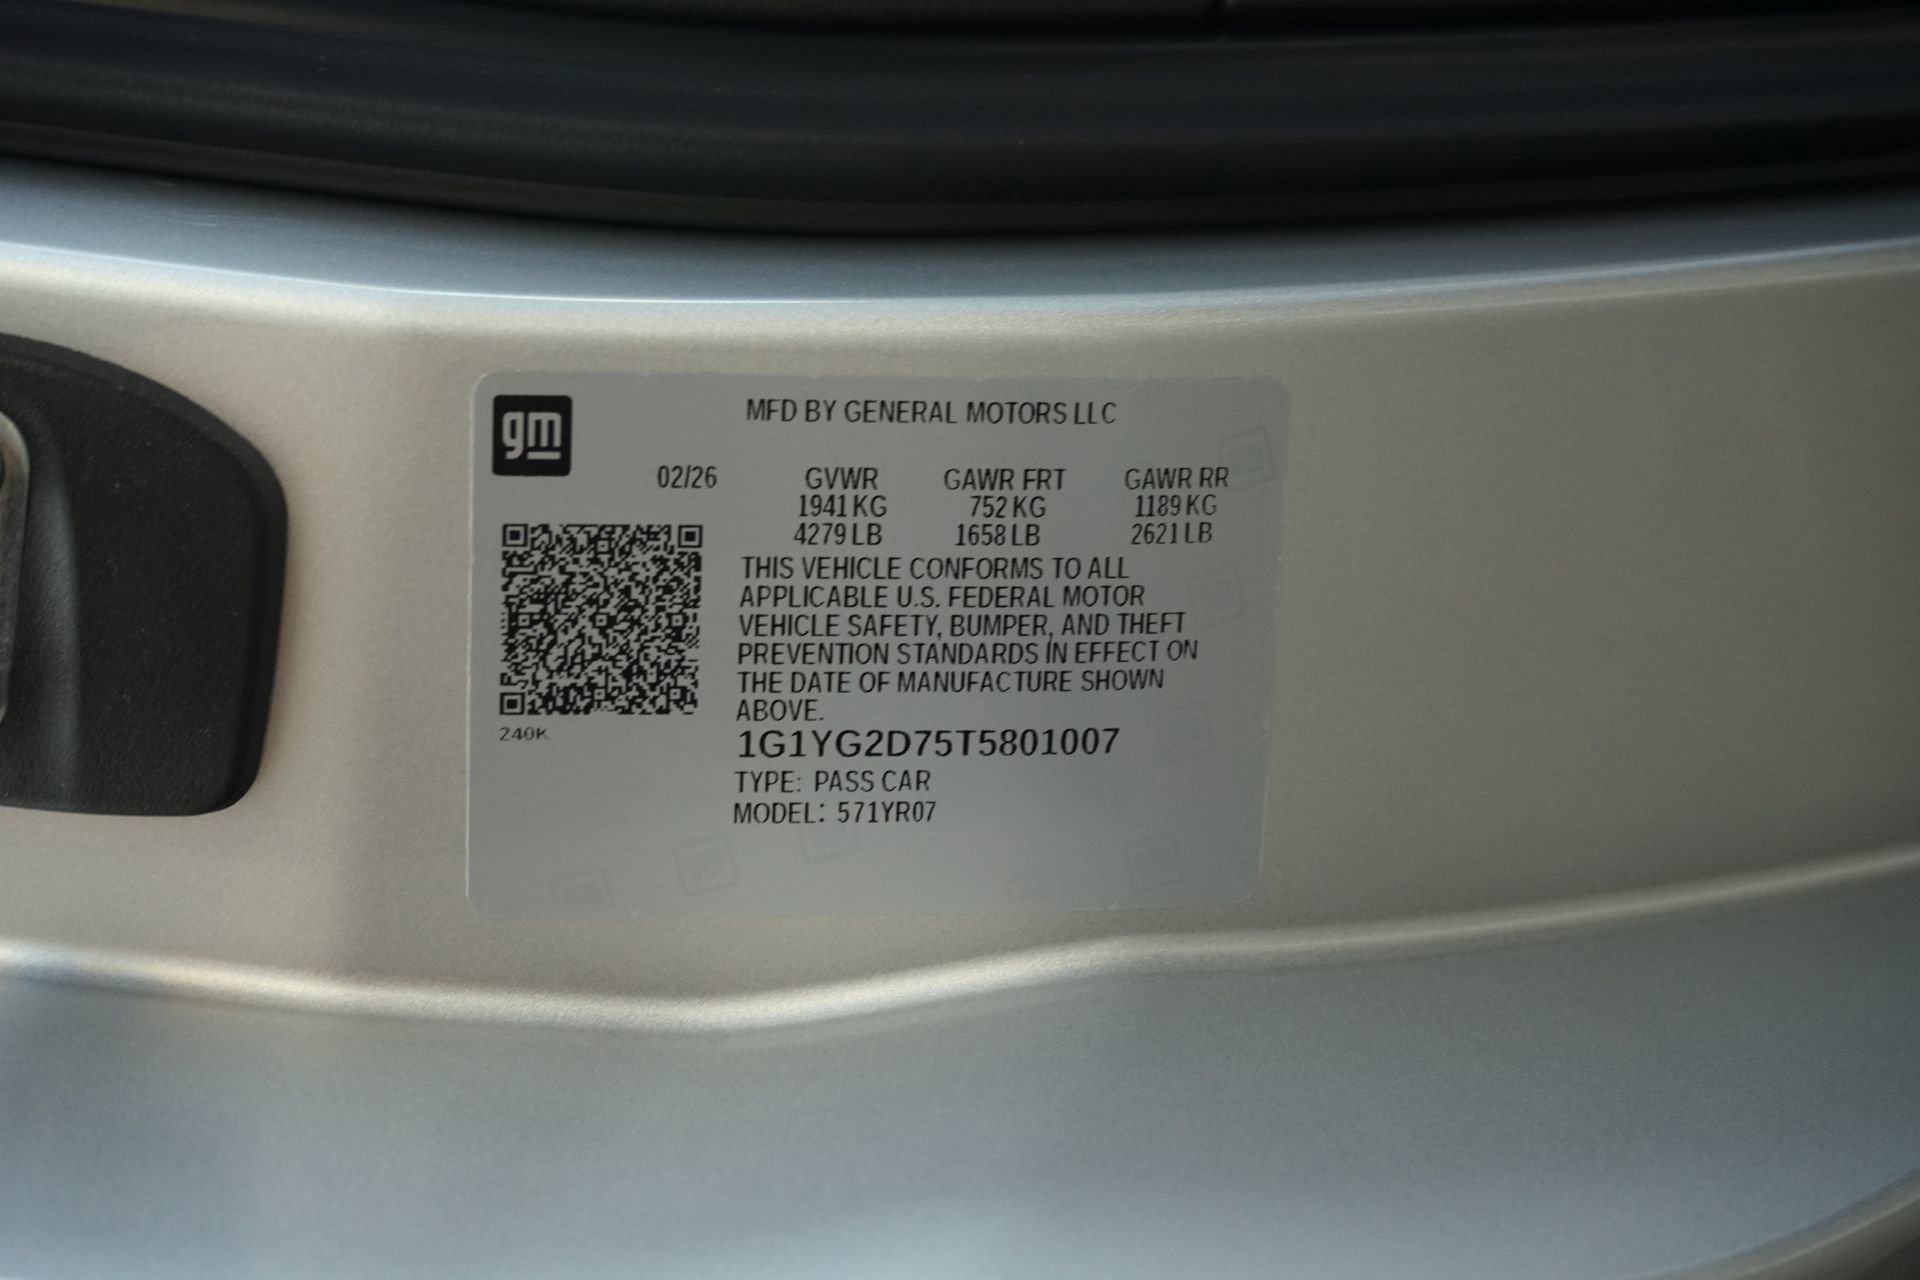 gm
MFD BY GENERAL MOTORS LLC
02/26 GVWR GAWR FRT GAWR RR
1941 KG 752 KG 1189 KG
4279 LB 1658 LB 2621 LB
THIS VEHICLE CONFORMS TO ALL
APPLICABLE U.S. FEDERAL MOTOR
VEHICLE SAFETY, BUMPER, AND THEFT
PREVENTION STANDARDS IN EFFECT ON
THE DATE OF MANUFACTURE SHOWN
ABOVE.
240K
1G1YG2D75T5801007
TYPE: PASS CAR
MODEL: 571YR07